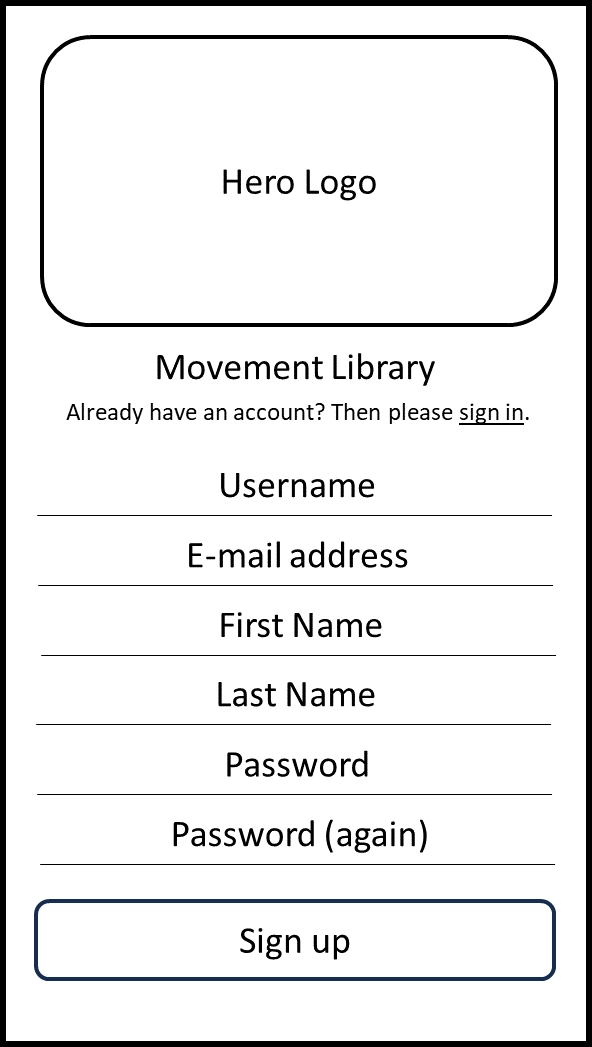 Hero Logo
Movement Library
Already have an account? Then please sign in.
Username
E-mail address
First Name
Last Name
Password
Password (again)
Sign up